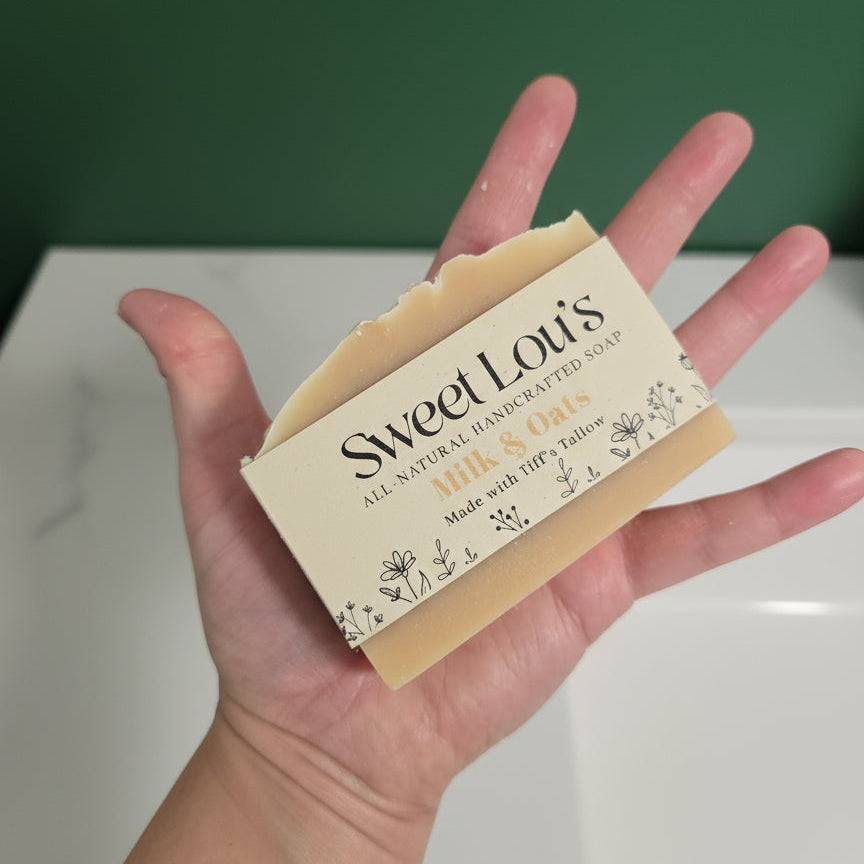 Sweet Lou's
ALL-NATURAL HANDCRAFTED SOAP
Milk & Oats
Made with Tiff's Tallow